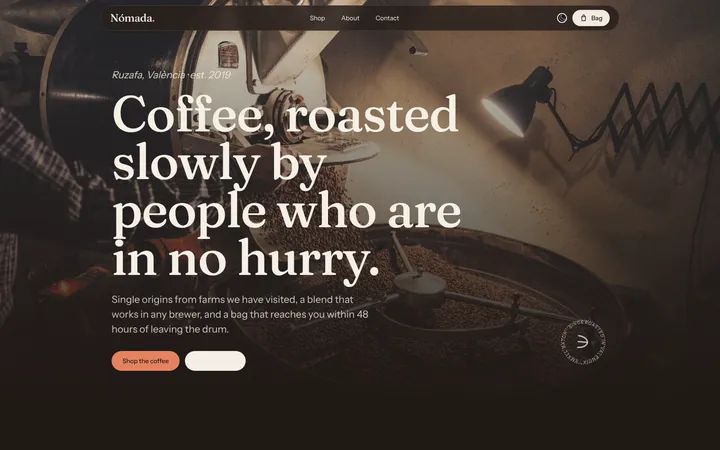 Nómada.
Shop
About
Contact
Bag
Ruzafa, València · est. 2019
Coffee, roasted
slowly by
people who are
in no hurry.
Single origins from farms we have visited, a blend that
works in any brewer, and a bag that reaches you within 48
hours of leaving the drum.
Shop the coffee